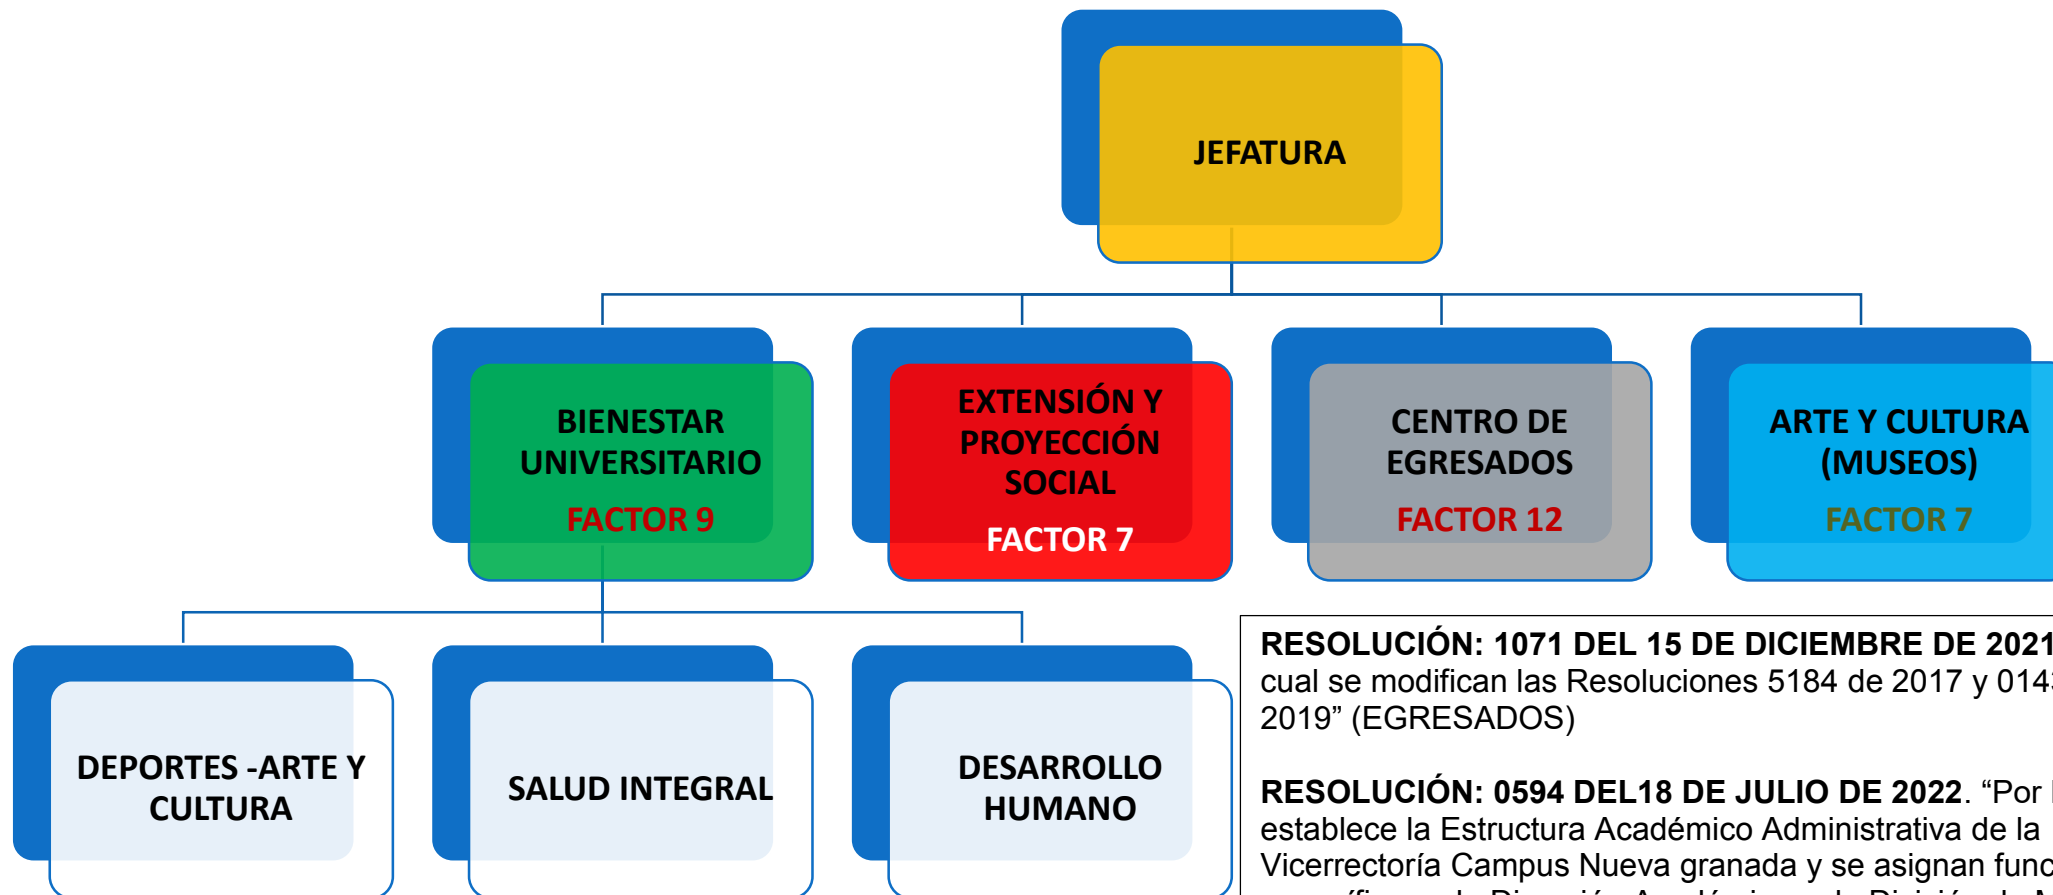 JEFATURA
BIENESTAR
UNIVERSITARIO
FACTOR 9
EXTENSIÓN Y
PROYECCIÓN
SOCIAL
FACTOR 7
CENTRO DE
EGRESADOS
FACTOR 12
ARTE Y CULTURA
(MUSEOS)
FACTOR 7
DEPORTES -ARTE Y
CULTURA
SALUD INTEGRAL
DESARROLLO
HUMANO
RESOLUCIÓN: 1071 DEL 15 DE DICIEMBRE DE 2021
cual se modifican las Resoluciones 5184 de 2017 y
2019” (EGRESADOS)
RESOLUCIÓN: 0594 DEL18 DE JULIO DE 2022. “Por
establece la Estructura Académico Administrativa de la
Vicerrectoría Campus Nueva granada y se asignan